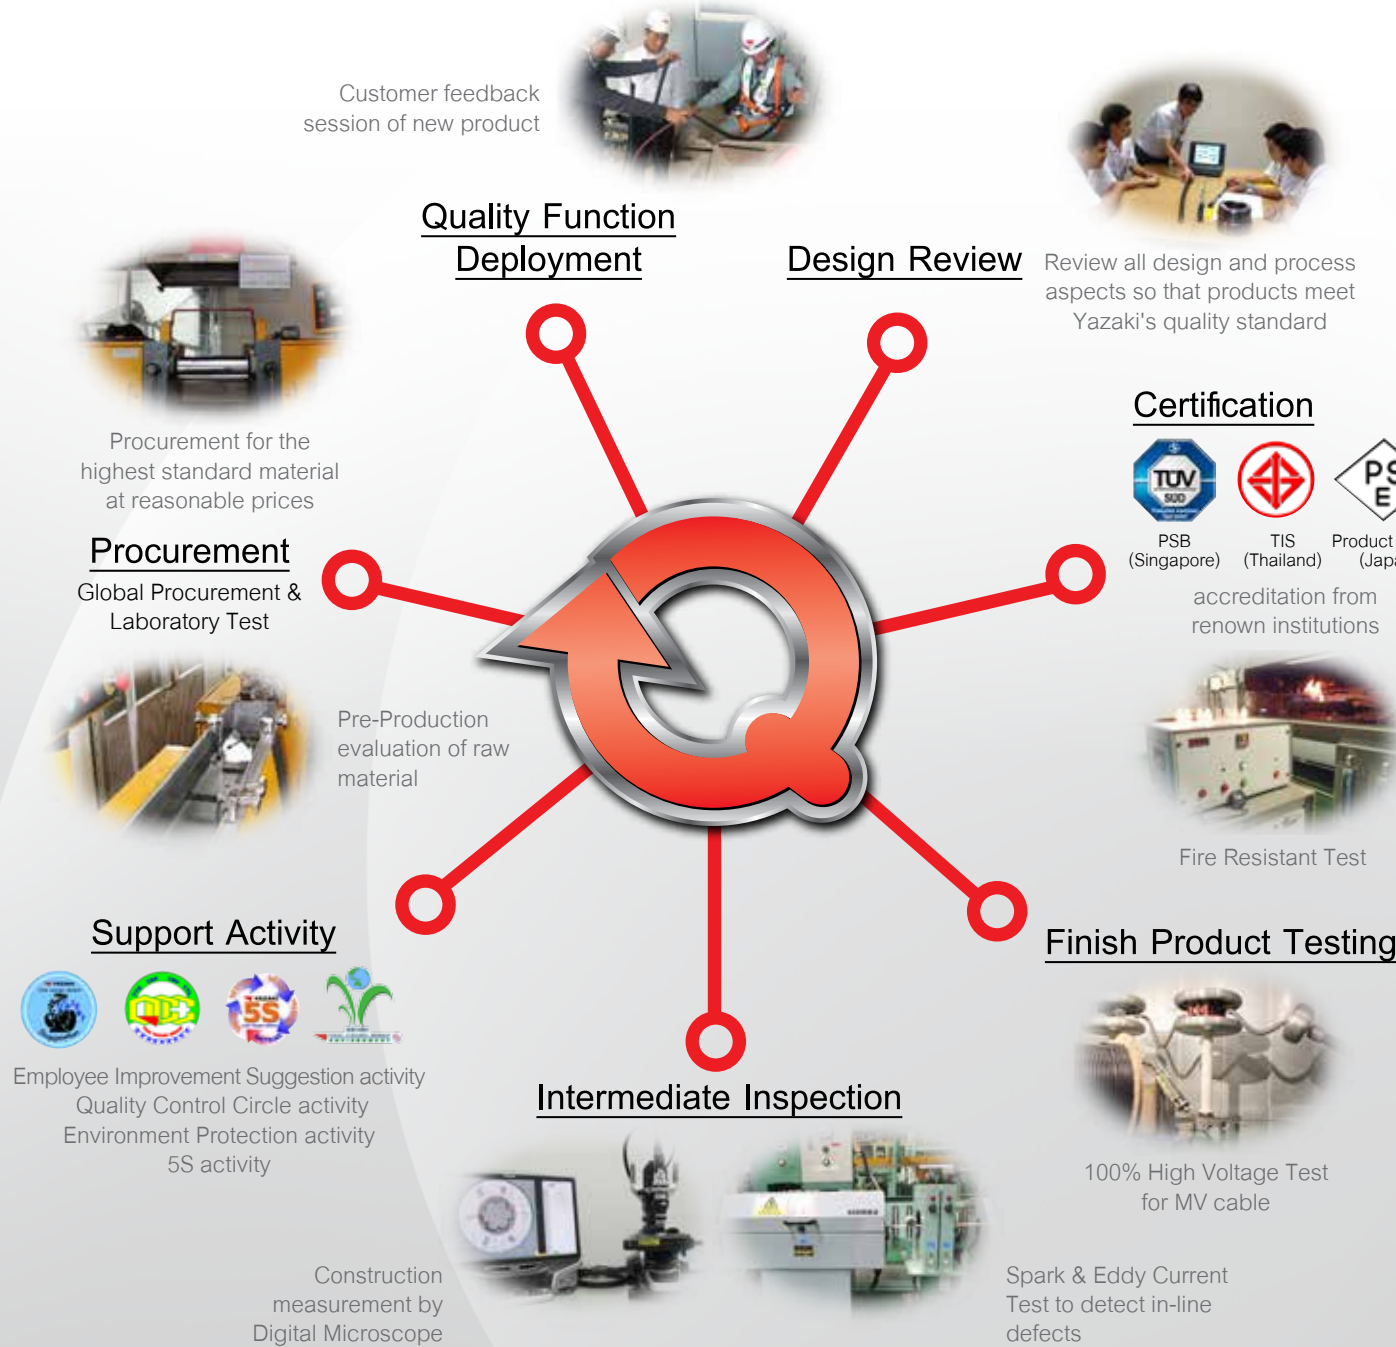 Customer feedback
session of new product
Quality Function
Deployment
Design Review
Review all design and process
aspects so that products meet
Yazaki's quality standard
Procurement for the
highest standard material
at reasonable prices
Procurement
Global Procurement &
Laboratory Test
Pre-Production
evaluation of raw
material
Certification
TÜV
SÜD
PS
E
PSB
(Singapore)
TIS
(Thailand)
Product
accreditation from
renown institutions
Fire Resistant Test
Finish Product Testing
100% High Voltage Test
for MV cable
Support Activity
5S
Employee Improvement Suggestion activity
Quality Control Circle activity
Environment Protection activity
5S activity
Intermediate Inspection
Construction
measurement by
Digital Microscope
Spark & Eddy Current
Test to detect in-line
defects